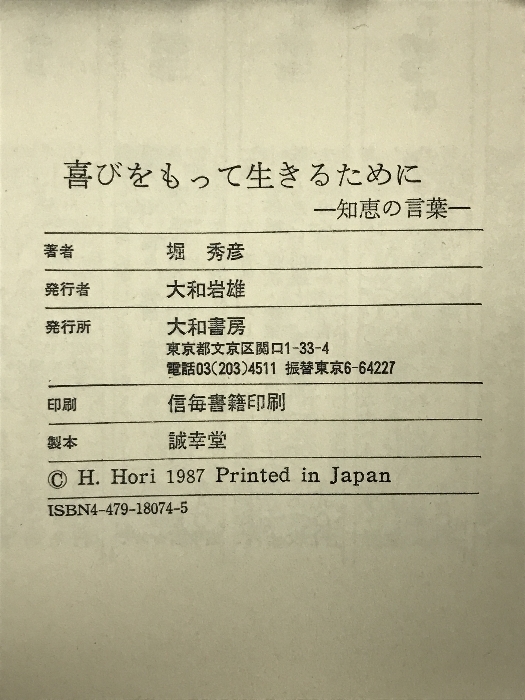 喜びをもって生きるために
―知恵の言葉―
著者 堀 秀彦
発行者 大和岩雄
発行所 大和書房
東京都文京区関口1-33-4
電話03(203)4511 振替東京6-64227
印刷 信毎書籍印刷
製本 誠幸堂
© H. Hori 1987 Printed in Japan
ISBN4-479-18074-5